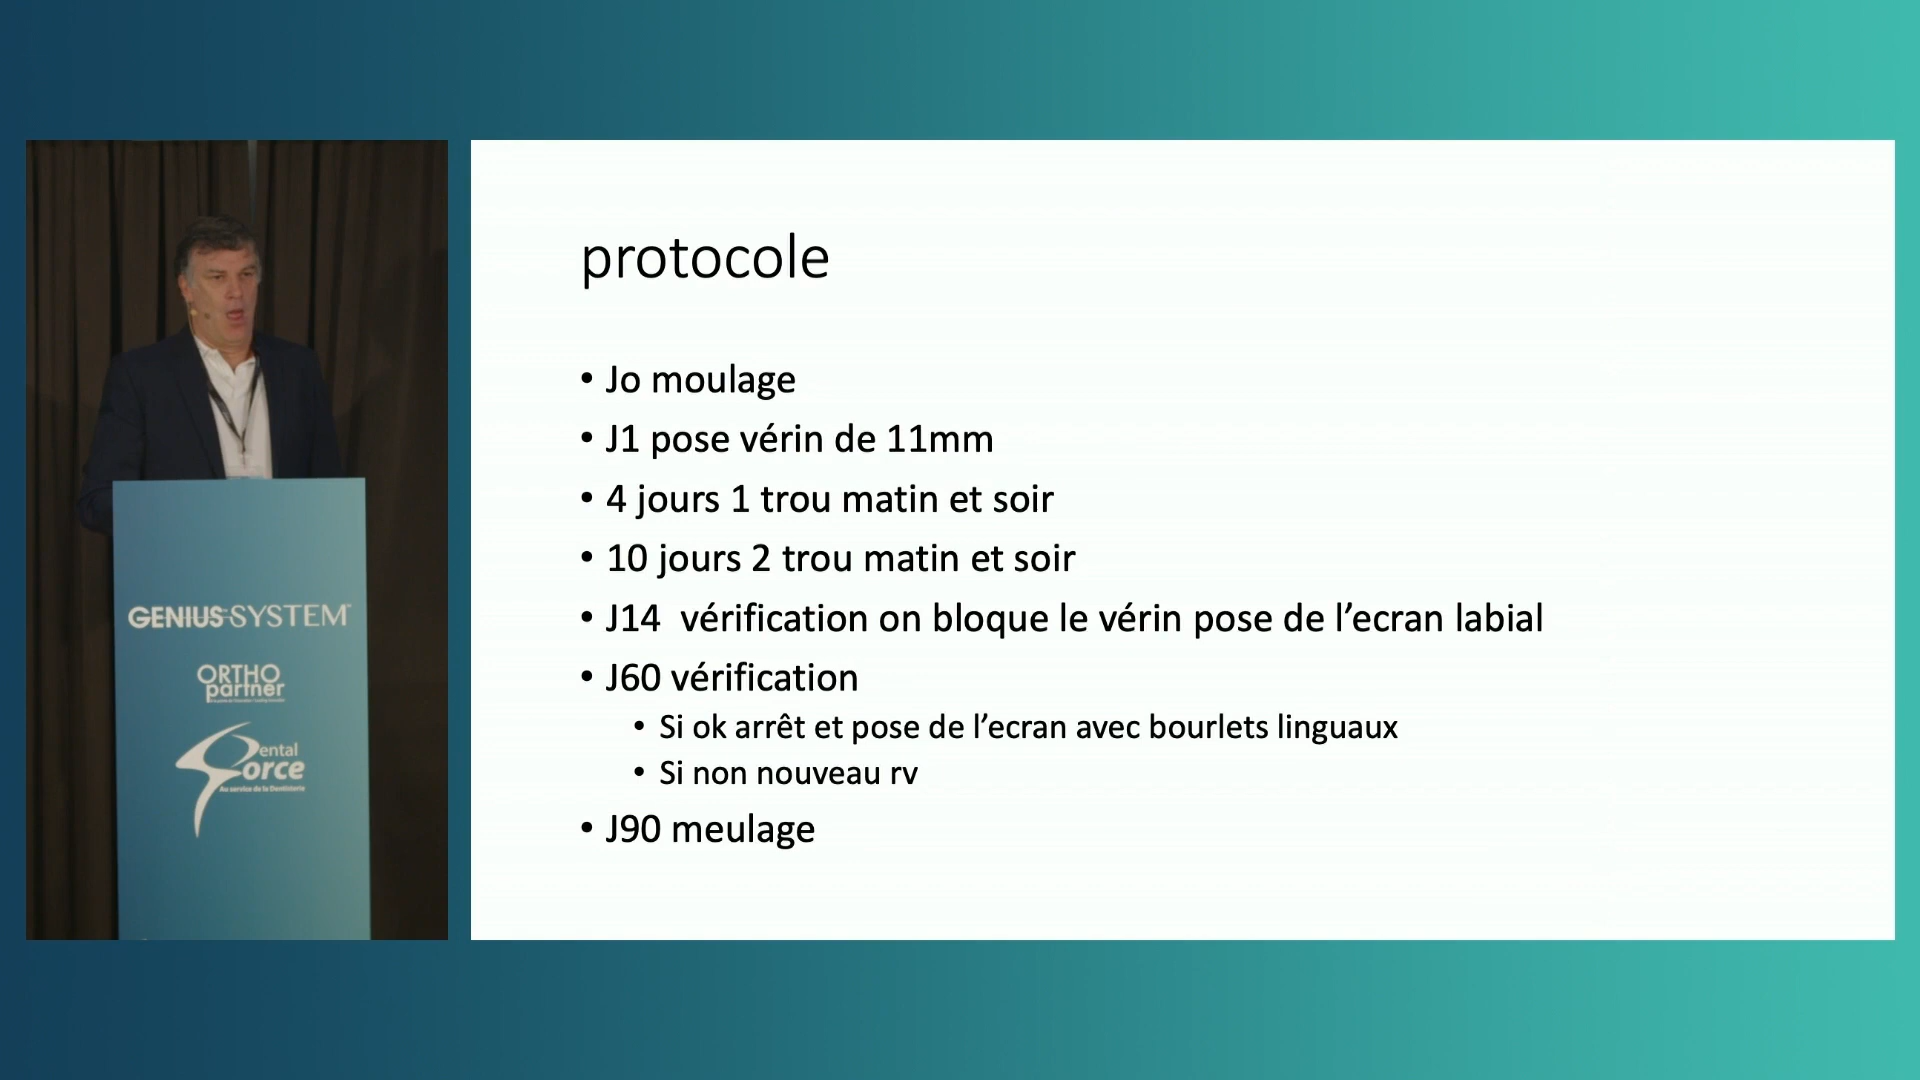 protocole
• Jo moulage
• J1 pose vérin de 11mm
• 4 jours 1 trou matin et soir
• 10 jours 2 trou matin et soir
• J14  vérification on bloque le vérin pose de l’ecran labial
• J60 vérification
• Si ok arrêt et pose de l’ecran avec bourlets linguaux
• Si non nouveau rv
• J90 meulage
GENIUS SYSTEM
ORTHO
partner
Dental
Force
Au service de la Dentisterie